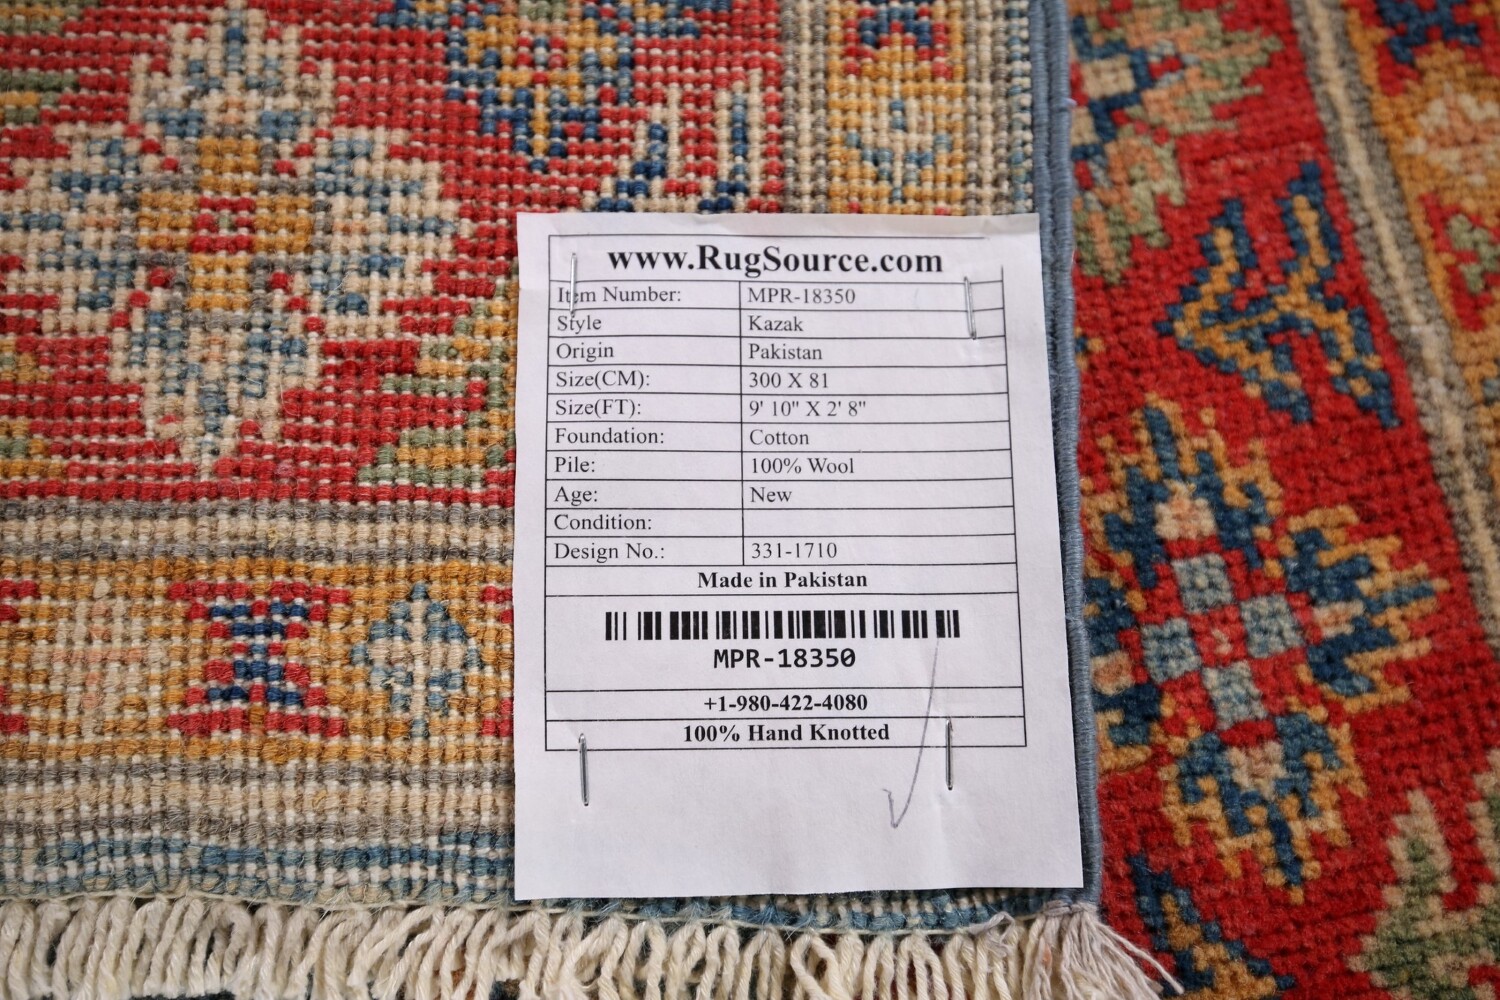 www.RugSource.com
Item Number: MPR-18350
Style Kazak
Origin Pakistan
Size(CM): 300 X 81
Size(FT): 9' 10" X 2' 8"
Foundation: Cotton
Pile: 100% Wool
Age: New
Condition:
Design No.: 331-1710
Made in Pakistan
MPR-18350
+1-980-422-4080
100% Hand Knotted